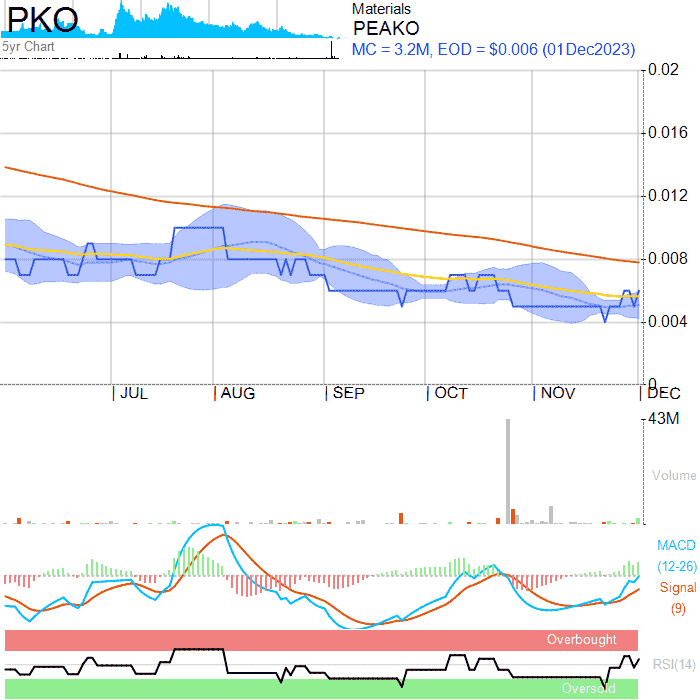 PKO
5yr Chart
Materials
PEAKO
MC = 3.2M, EOD = $0.006 (01Dec2023)
0.02
0.016
0.012
0.008
0.004
0
JUL
AUG
SEP
OCT
NOV
DEC
43M
Volume
MACD
(12-26)
Signal
(9)
Overbought
RSI(14)
Oversold